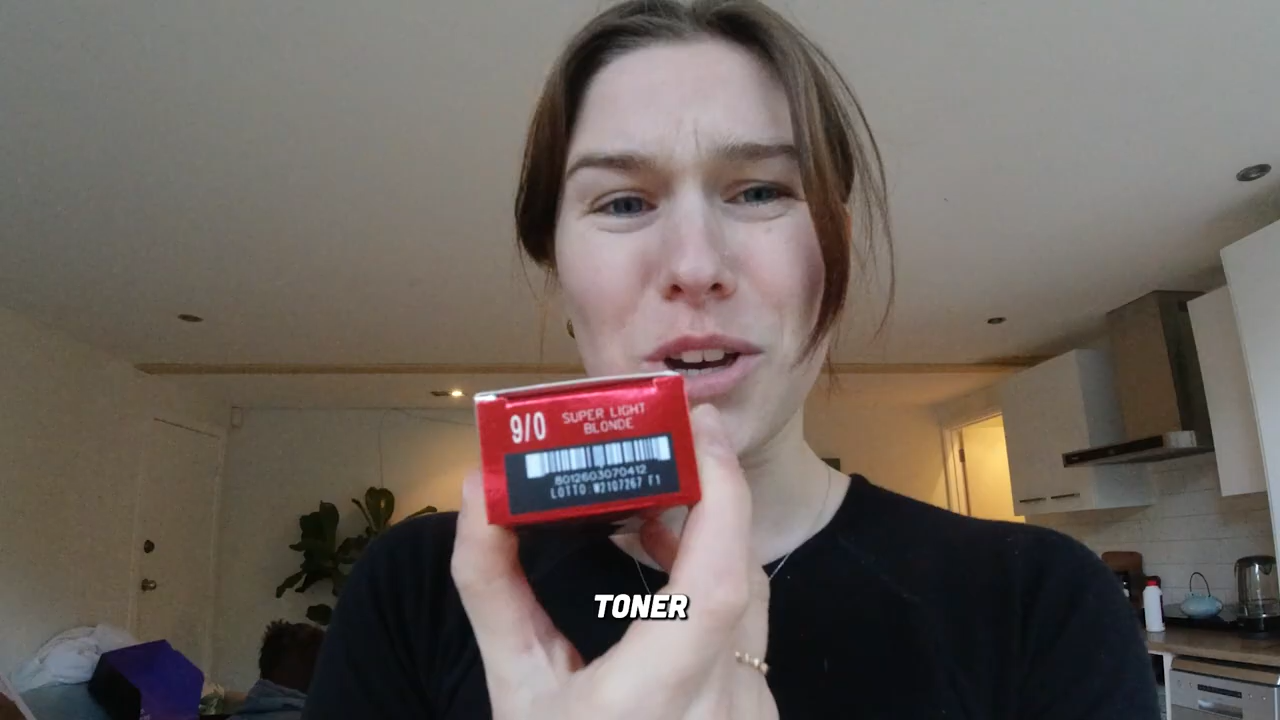 9/0 SUPER LIGHT
BLONDE
8012603070412
LOTTO W2107267 F1
TONER